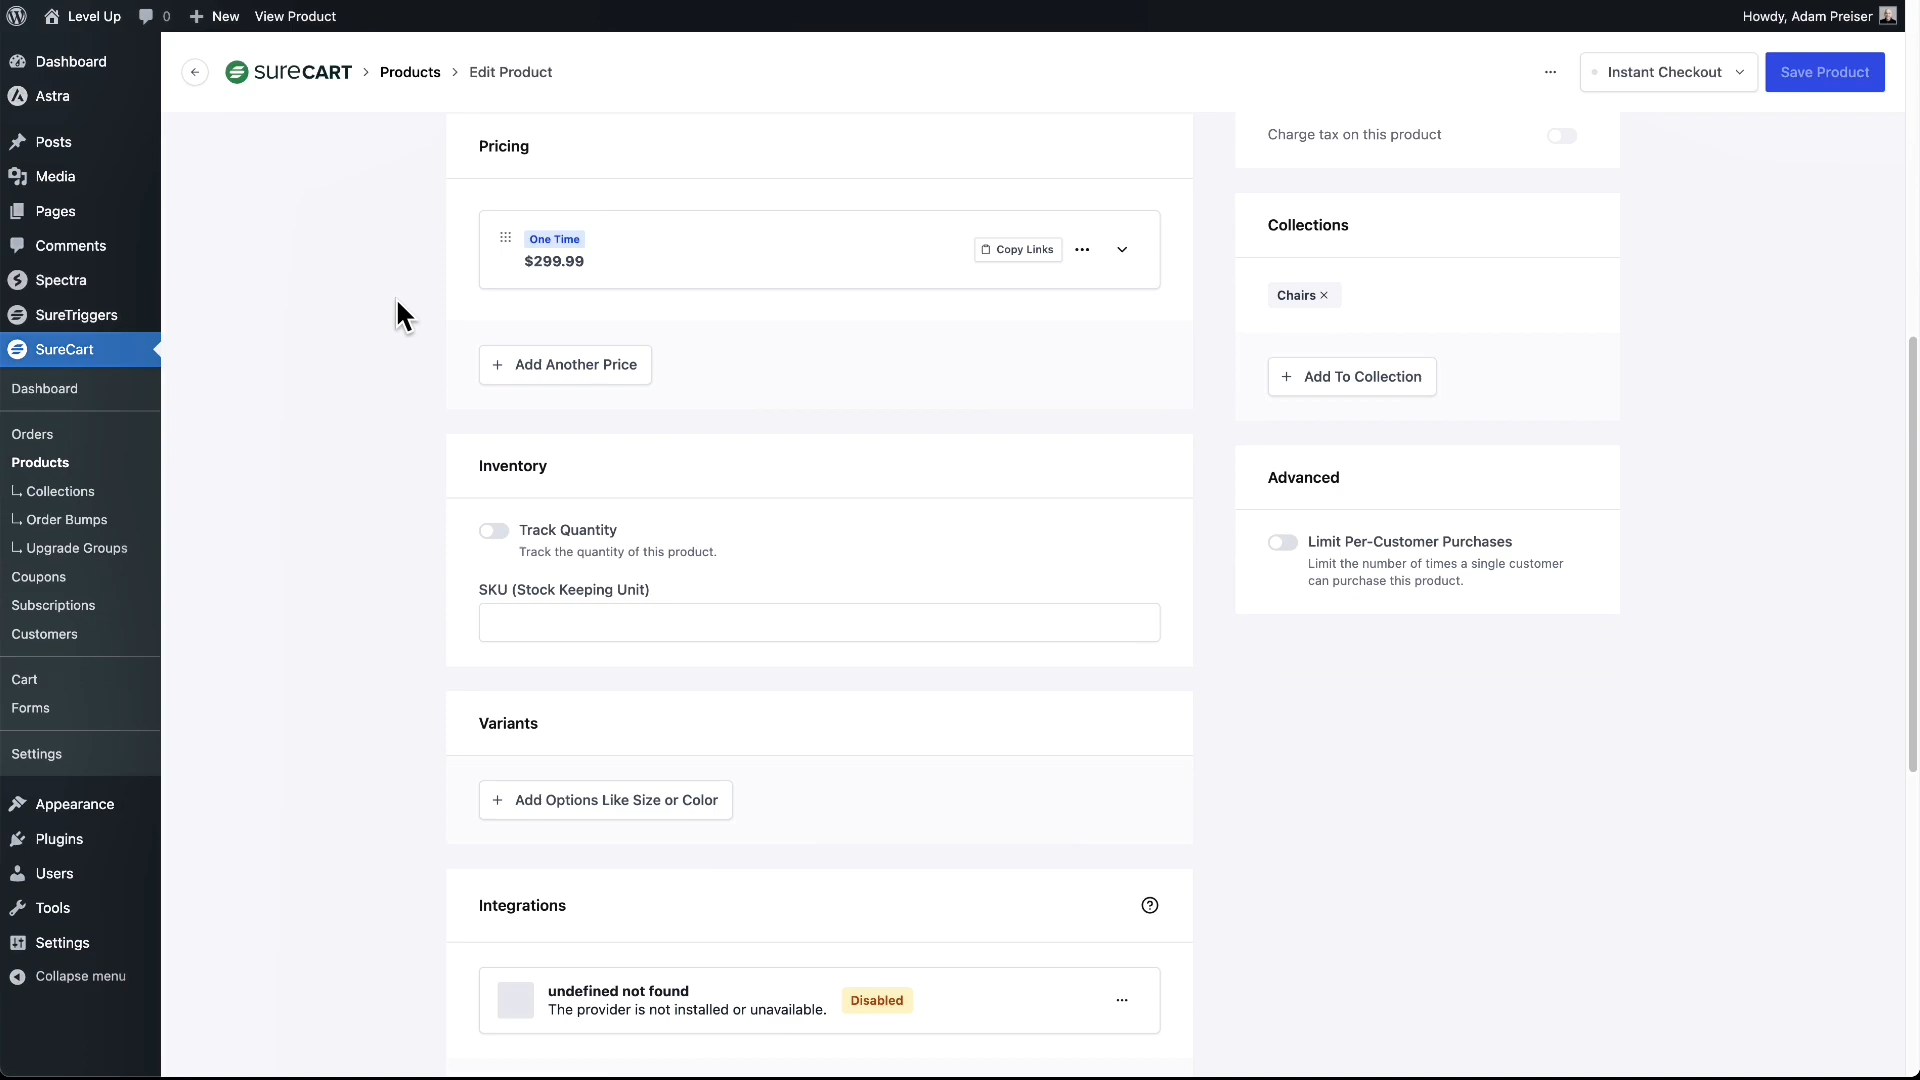 Level Up
0
New
View Product
Howdy, Adam Preiser
Dashboard
Astra
Posts
Media
Pages
Comments
Spectra
SureTriggers
SureCart
Dashboard
Orders
Products
Collections
Order Bumps
Upgrade Groups
Coupons
Subscriptions
Customers
Cart
Forms
Settings
Appearance
Plugins
Users
Tools
Settings
Collapse menu
SURECART
Products
Edit Product
Instant Checkout
Save Product
Pricing
One Time
$299.99
Copy Links
Add Another Price
Inventory
Track Quantity
Track the quantity of this product.
SKU (Stock Keeping Unit)
Variants
Add Options Like Size or Color
Integrations
undefined not found
The provider is not installed or unavailable.
Disabled
Charge tax on this product
Collections
Chairs
Add To Collection
Advanced
Limit Per-Customer Purchases
Limit the number of times a single customer
can purchase this product.